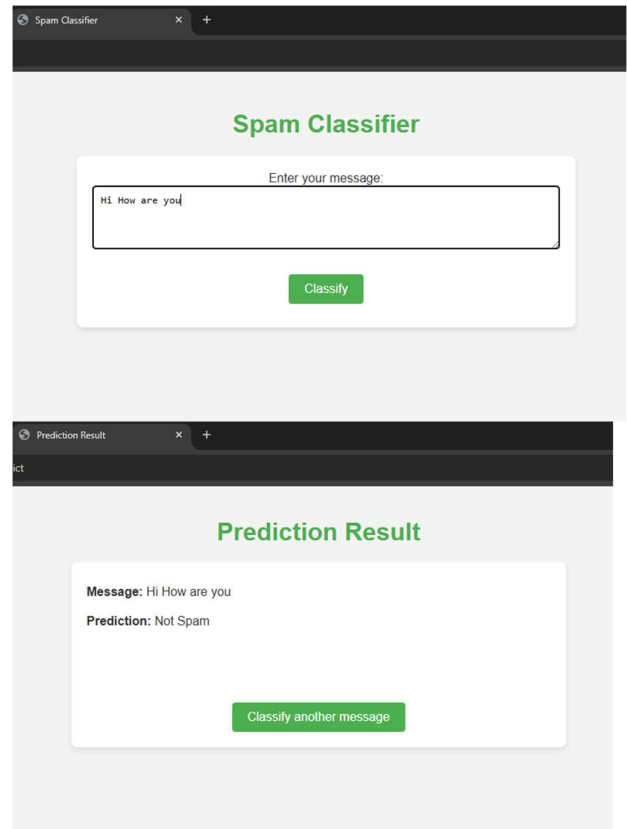 Spam Classifier
Spam Classifier
Enter your message:
Hi How are you
Classify
Prediction Result
ict
Prediction Result
Message: Hi How are you
Prediction: Not Spam
Classify another message